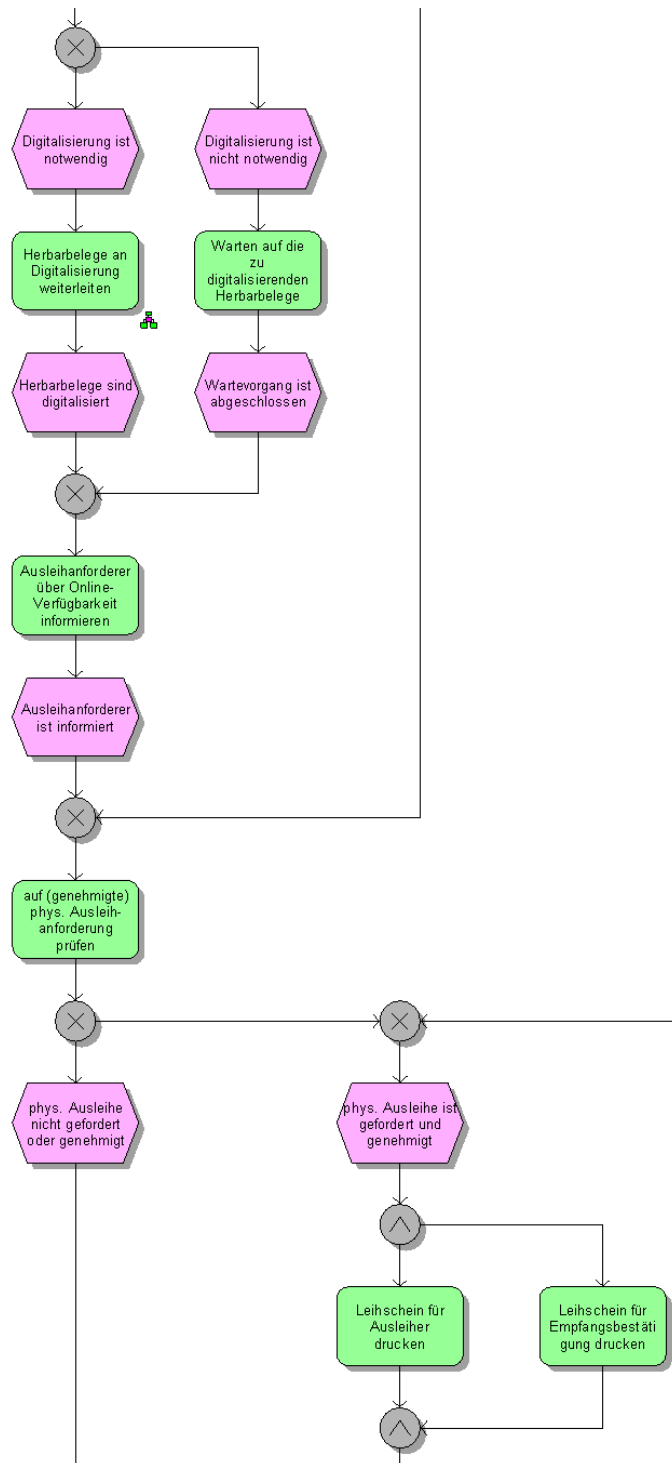 Digitalisierung ist
notwendig
Digitalisierung ist
nicht notwendig
Herbarbelege an
Digitalisierung
weiterleiten
Warten auf die
zu
digitalisierenden
Herbarbelege
Herbarbelege sind
digitalisiert
Wartevorgang ist
abgeschlossen
Ausleihanforderer
über Online-
Verfügbarkeit
informieren
Ausleihanforderer
ist informiert
auf (genehmigte)
phys. Ausleih-
anforderung
prüfen
phys. Ausleihe
nicht gefordert
oder genehmigt
phys. Ausleihe ist
gefordert und
genehmigt
Leihschein für
Ausleiher
drucken
Leihschein für
Empfangsbestäti
gung drucken